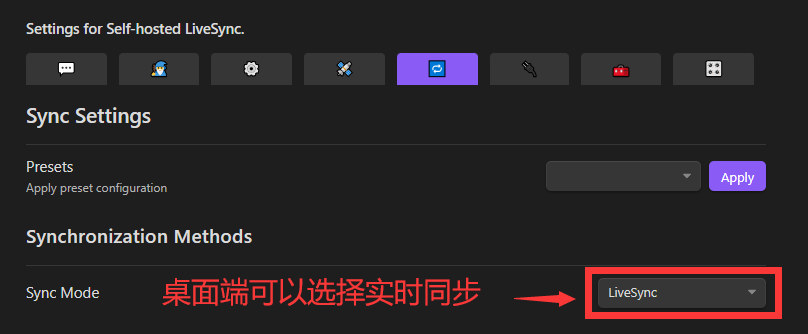 Settings for Self-hosted LiveSync.
Sync Settings
Presets
Apply preset configuration
Apply
Synchronization Methods
Sync Mode
桌面端可以选择实时同步
LiveSync